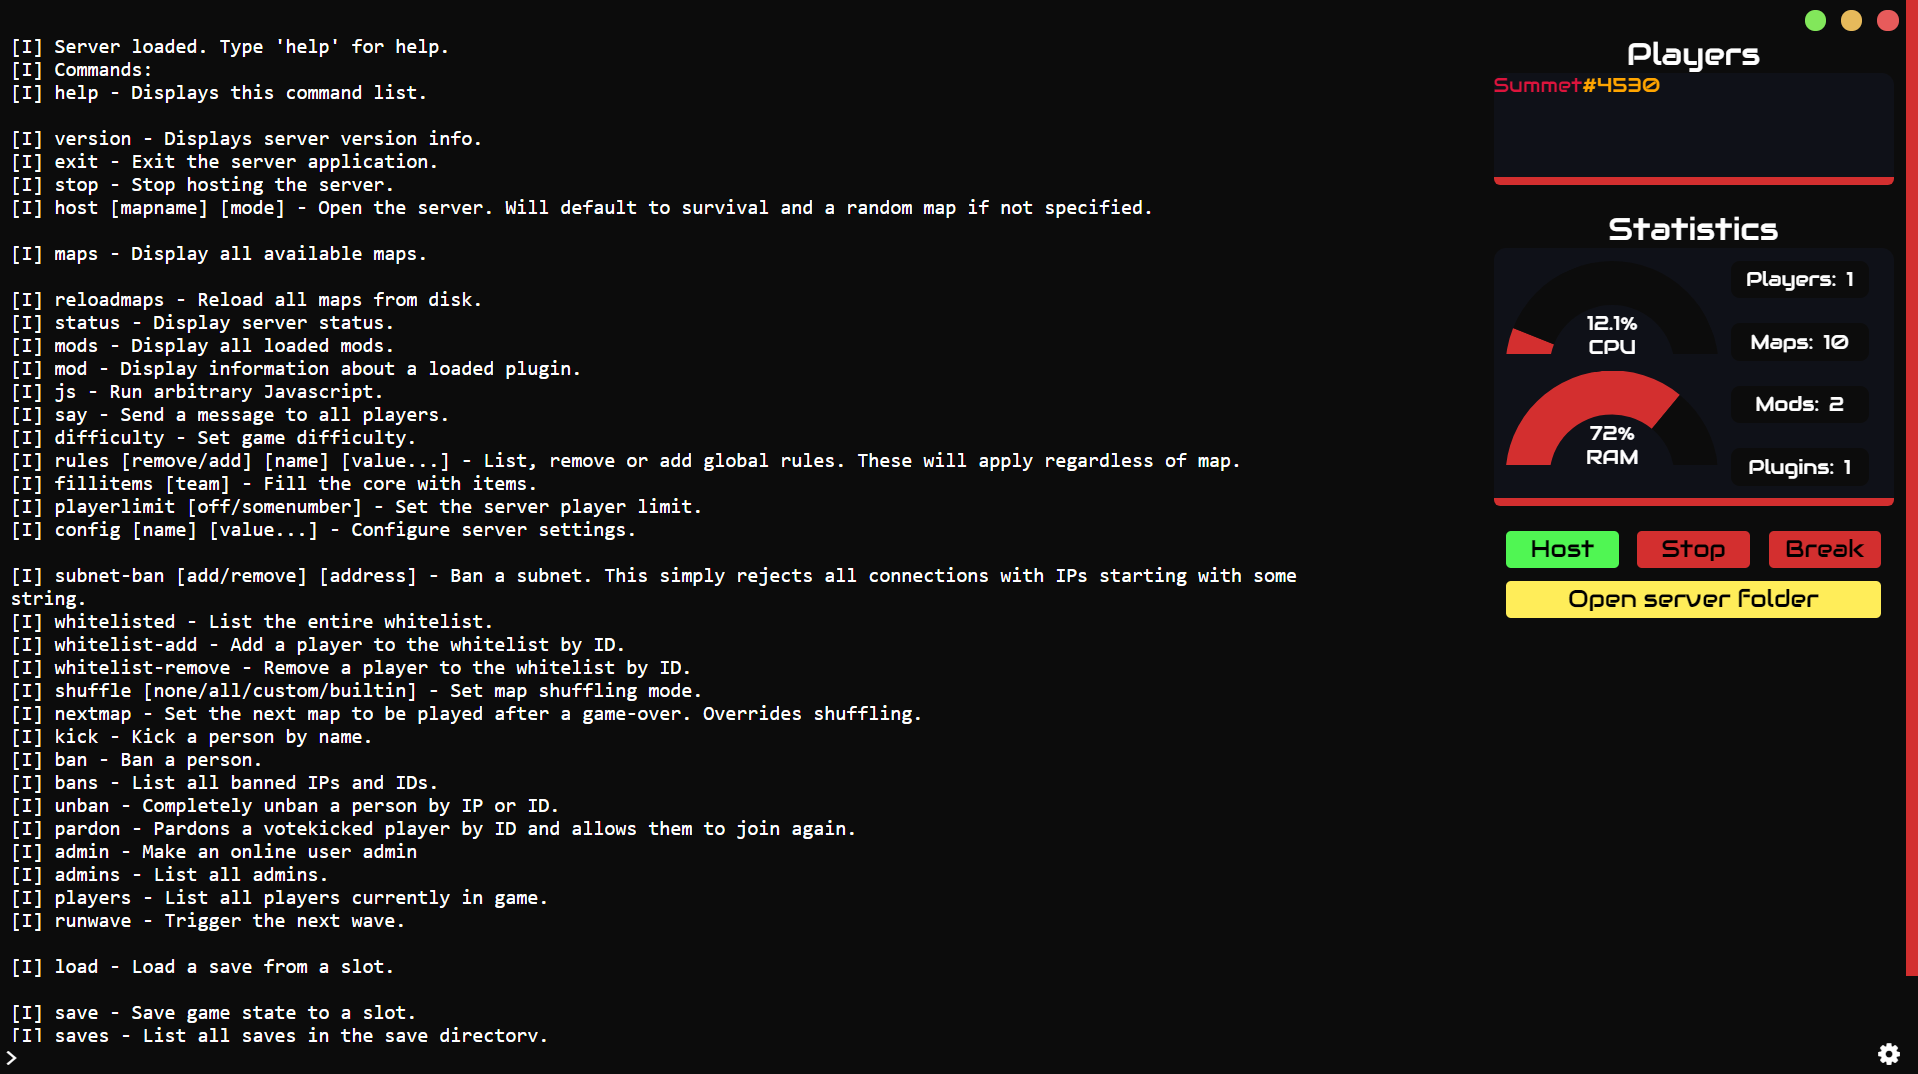 [I] Server loaded. Type 'help' for help.
[I] Commands:
[I] help - Displays this command list.
[I] version - Displays server version info.
[I] exit - Exit the server application.
[I] stop - Stop hosting the server.
[I] host [mapname] [mode] - Open the server. Will default to survival and a random map if not specified.
[I] maps - Display all available maps.
[I] reloadmaps - Reload all maps from disk.
[I] status - Display server status.
[I] mods - Display all loaded mods.
[I] mod - Display information about a loaded plugin.
[I] js - Run arbitrary Javascript.
[I] say - Send a message to all players.
[I] difficulty - Set game difficulty.
[I] rules [remove/add] [name] [value...] - List, remove or add global rules. These will apply regardless of map.
[I] fillitems [team] - Fill the core with items.
[I] playerlimit [off/somenumber] - Set the server player limit.
[I] config [name] [value...] - Configure server settings.
[I] subnet-ban [add/remove] [address] - Ban a subnet. This simply rejects all connections with IPs starting with some
string.
[I] whitelisted - List the entire whitelist.
[I] whitelist-add - Add a player to the whitelist by ID.
[I] whitelist-remove - Remove a player to the whitelist by ID.
[I] shuffle [none/all/custom/builtin] - Set map shuffling mode.
[I] nextmap - Set the next map to be played after a game-over. Overrides shuffling.
[I] kick - Kick a person by name.
[I] ban - Ban a person.
[I] bans - List all banned IPs and IDs.
[I] unban - Completely unban a person by IP or ID.
[I] pardon - Pardons a votekicked player by ID and allows them to join again.
[I] admin - Make an online user admin
[I] admins - List all admins.
[I] players - List all players currently in game.
[I] runwave - Trigger the next wave.
[I] load - Load a save from a slot.
[I] save - Save game state to a slot.
[I] saves - List all saves in the save directory.
>
Players
Summet#4530
Statistics
12.1%
CPU
72%
RAM
Players: 1
Maps: 10
Mods: 2
Plugins: 1
Host
Stop
Break
Open server folder